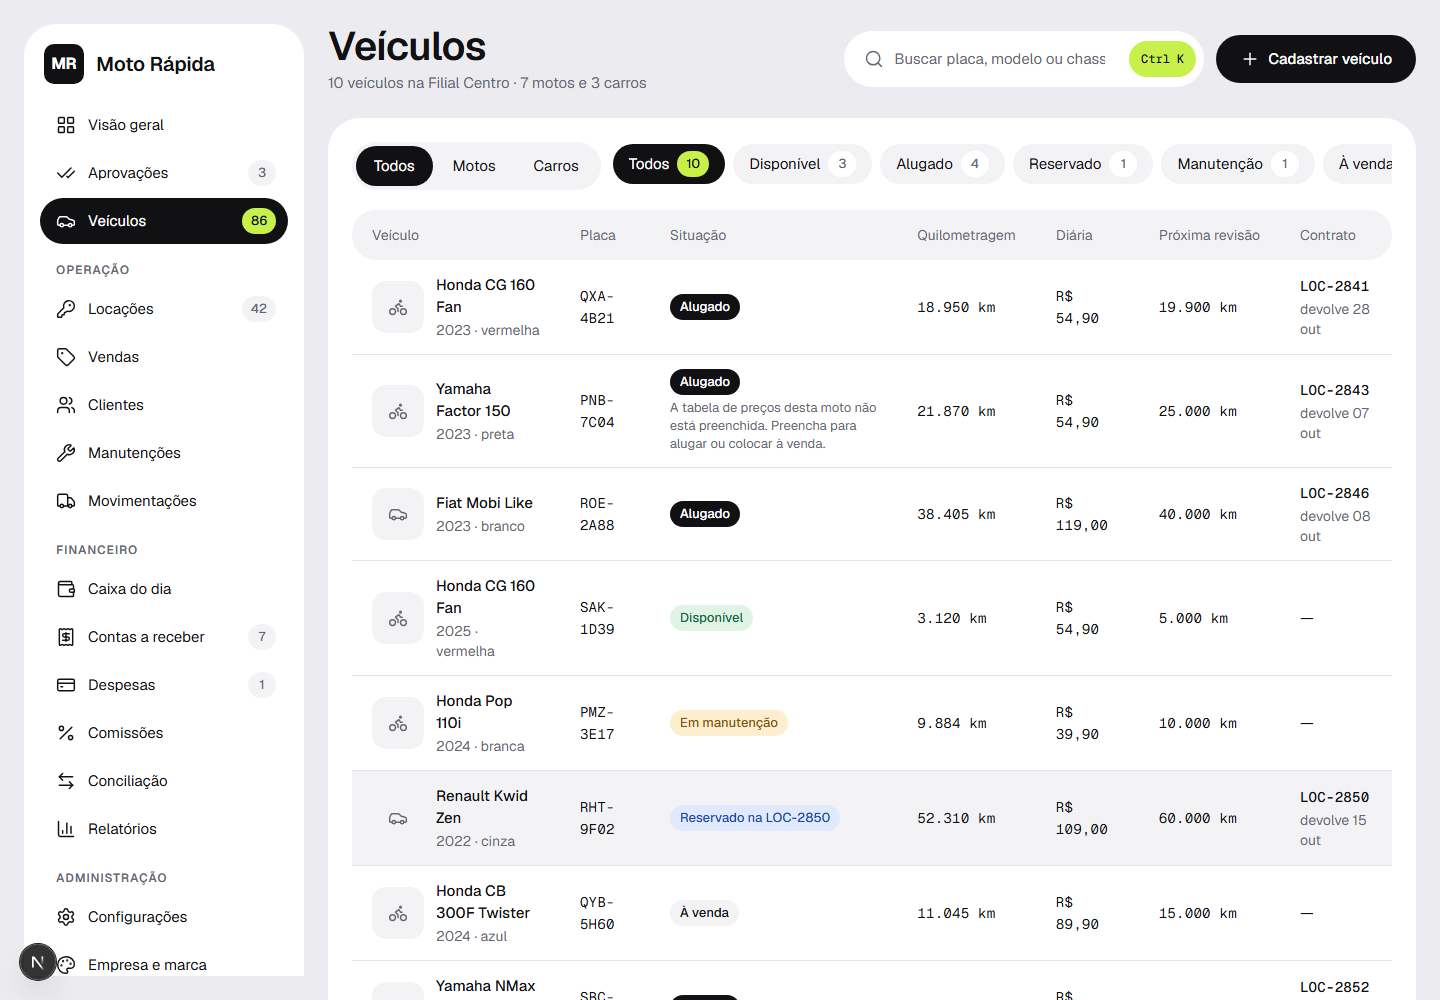 MR Moto Rápida
Visão geral
Aprovações 3
Veículos 86
OPERAÇÃO
Locações 42
Vendas
Clientes
Manutenções
Movimentações
FINANCEIRO
Caixa do dia
Contas a receber 7
Despesas 1
Comissões
Conciliação
Relatórios
ADMINISTRAÇÃO
Configurações
N
Empresa e marca
Veículos
10 veículos na Filial Centro · 7 motos e 3 carros
Buscar placa, modelo ou chass
Ctrl K
+ Cadastrar veículo
Todos Motos Carros
Todos 10 Disponível 3 Alugado 4 Reservado 1 Manutenção 1 À venda
Veículo Placa Situação Quilometragem Diária Próxima revisão Contrato
Honda CG 160
Fan
2023 · vermelha
QXA-
4B21
Alugado
18.950 km
R$
54,90
19.900 km
LOC-2841
devolve 28
out
Yamaha
Factor 150
2023 · preta
PNB-
7C04
Alugado
A tabela de preços desta moto não
está preenchida. Preencha para
alugar ou colocar à venda.
21.870 km
R$
54,90
25.000 km
LOC-2843
devolve 07
out
Fiat Mobi Like
2023 · branco
ROE-
2A88
Alugado
38.405 km
R$
119,00
40.000 km
LOC-2846
devolve 08
out
Honda CG 160
Fan
2025 ·
vermelha
SAK-
1D39
Disponível
3.120 km
R$
54,90
5.000 km
—
Honda Pop
110i
2024 · branca
PMZ-
3E17
Em manutenção
9.884 km
R$
39,90
10.000 km
—
Renault Kwid
Zen
2022 · cinza
RHT-
9F02
Reservado na LOC-2850
52.310 km
R$
109,00
60.000 km
LOC-2850
devolve 15
out
Honda CB
300F Twister
2024 · azul
QYB-
5H60
À venda
11.045 km
R$
89,90
15.000 km
—
Yamaha NMax
SBC-
R$
LOC-2852